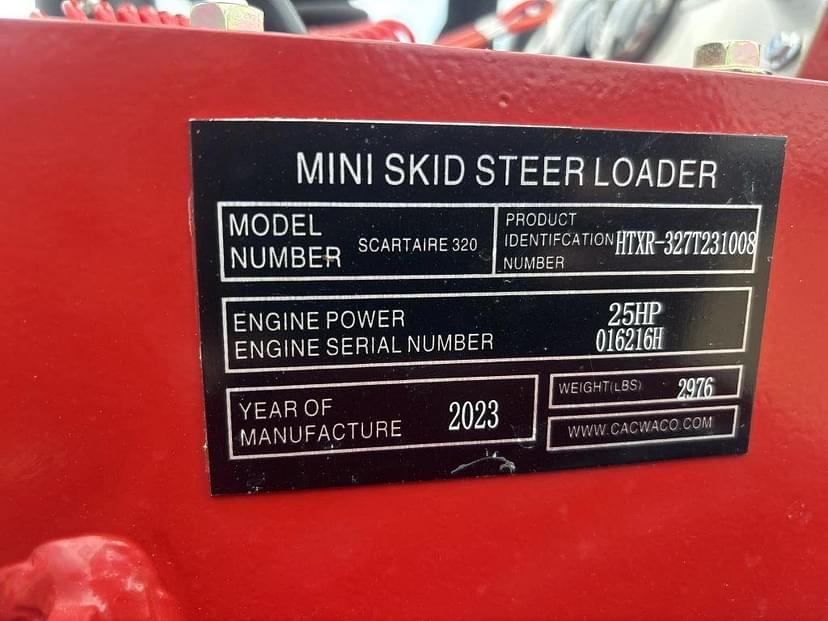 MINI SKID STEER LOADER
MODEL
NUMBER SCARTAIRE 320
PRODUCT
IDENTIFCATION HTXR-327T231008
NUMBER
ENGINE POWER 25HP
ENGINE SERIAL NUMBER 016216H
YEAR OF
MANUFACTURE 2023
WEIGHT(LBS) 2976
WWW.CACWACO.COM